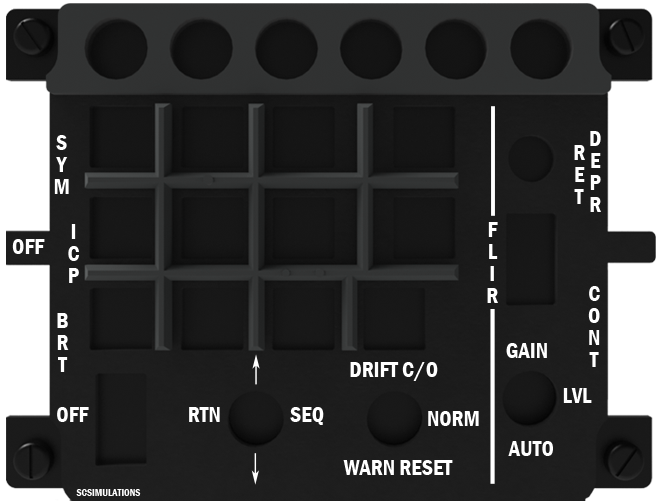 SYM
RET
DEPR
OFF
ICP
FLIR
BRT
CONT
GAIN
DRIFT C/O
LVL
OFF
RTN
SEQ
NORM
AUTO
WARN RESET
SCSIMULATIONS